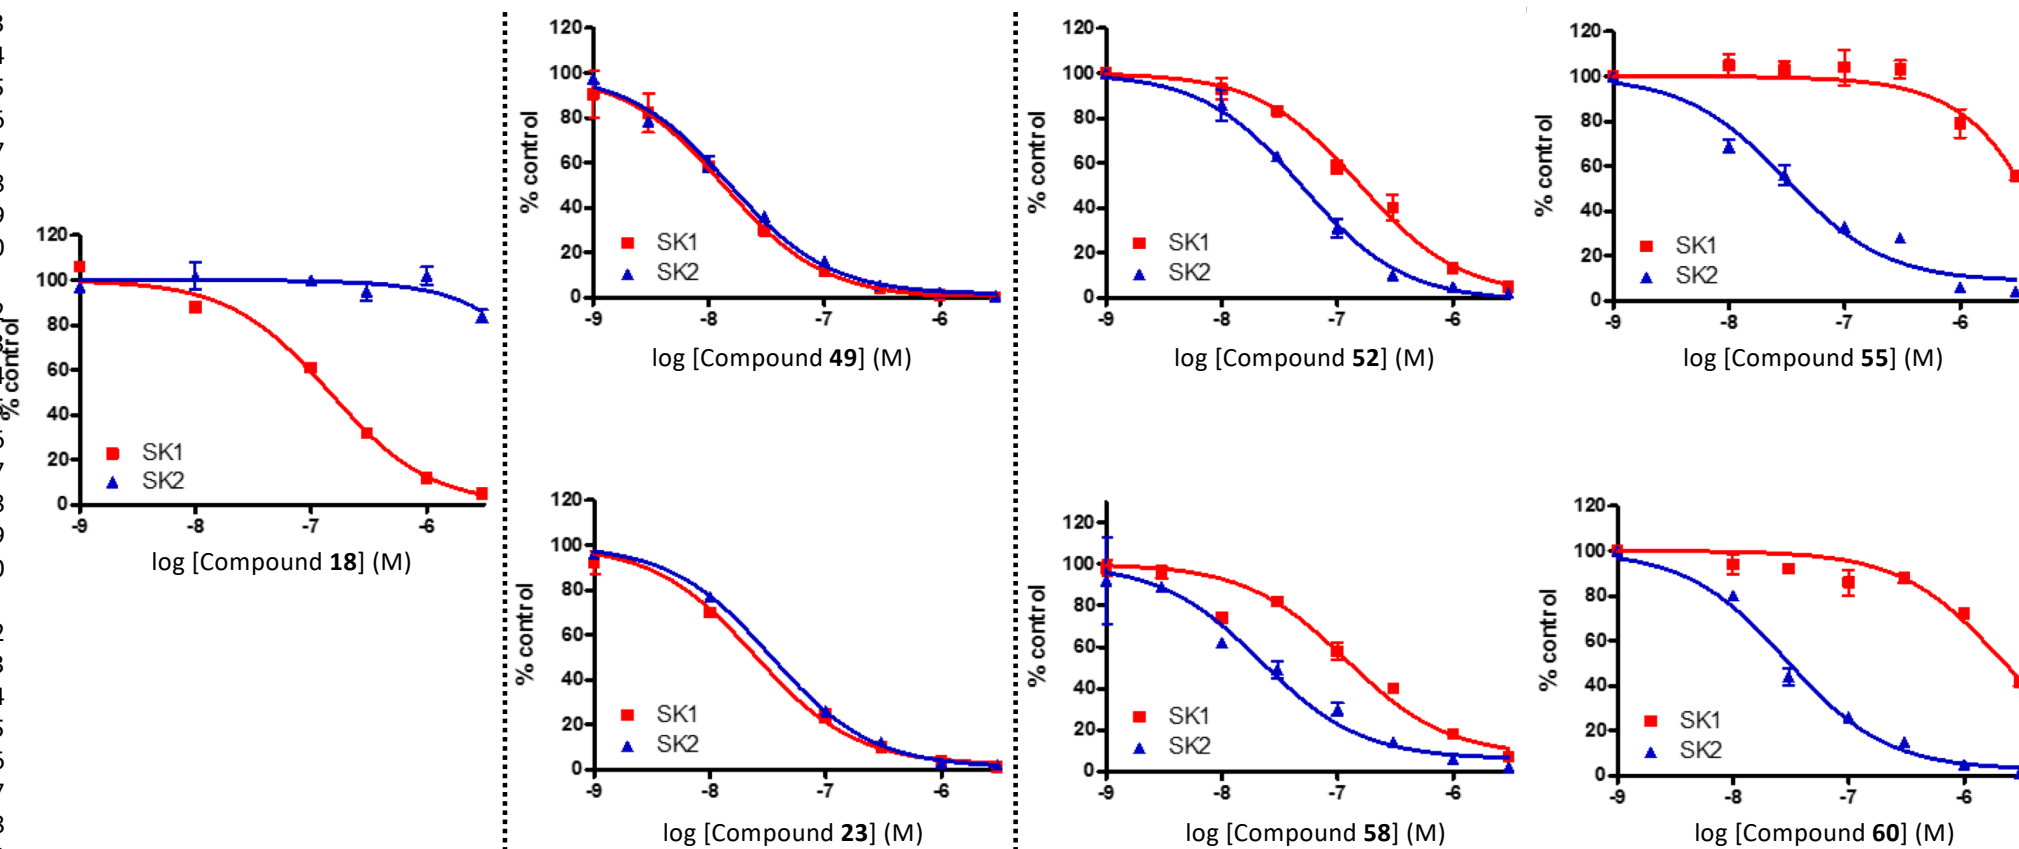 120
100
80
60
40
20
0
% control
SK1
SK2
-9 -8 -7 -6
log [Compound 18] (M)
120
100
80
60
40
20
0
% control
SK1
SK2
-9 -8 -7 -6
log [Compound 49] (M)
120
100
80
60
40
20
0
% control
SK1
SK2
-9 -8 -7 -6
log [Compound 23] (M)
120
100
80
60
40
20
0
% control
SK1
SK2
-9 -8 -7 -6
log [Compound 52] (M)
120
100
80
60
40
20
0
% control
SK1
SK2
-9 -8 -7 -6
log [Compound 58] (M)
120
100
80
60
40
20
0
% control
SK1
SK2
-9 -8 -7 -6
log [Compound 55] (M)
120
100
80
60
40
20
0
% control
SK1
SK2
-9 -8 -7 -6
log [Compound 60] (M)